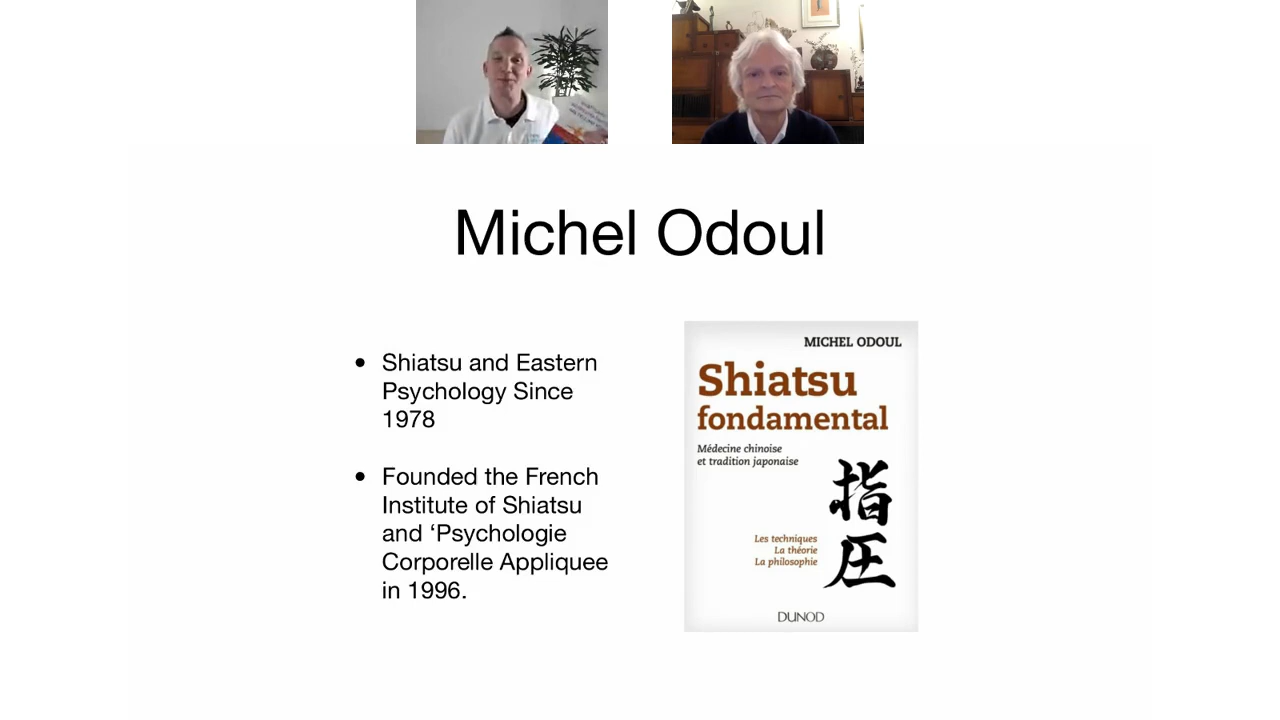 Michel Odoul
• Shiatsu and Eastern
Psychology Since
1978
• Founded the French
Institute of Shiatsu
and ‘Psychologie
Corporelle Appliquee
in 1996.
MICHEL ODOUL
Shiatsu
fondamental
Médecine chinoise
et tradition japonaise
指
圧
Les techniques
La théorie
La philosophie
DUNOD